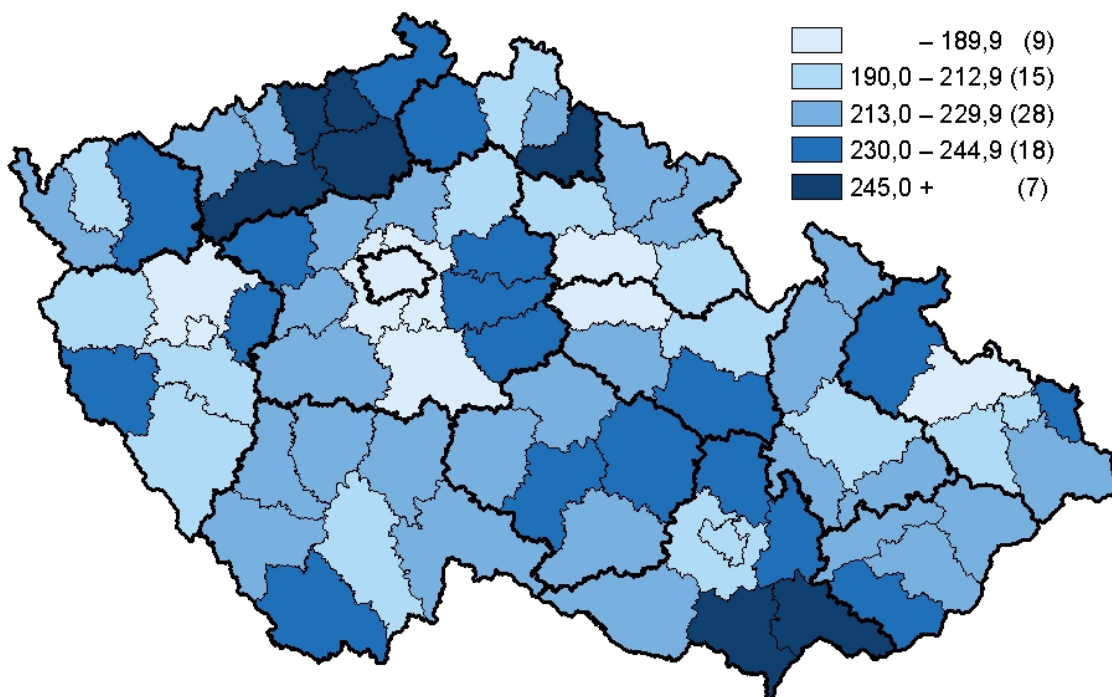 – 189,9 (9)
190,0 – 212,9 (15)
213,0 – 229,9 (28)
230,0 – 244,9 (18)
245,0 + (7)